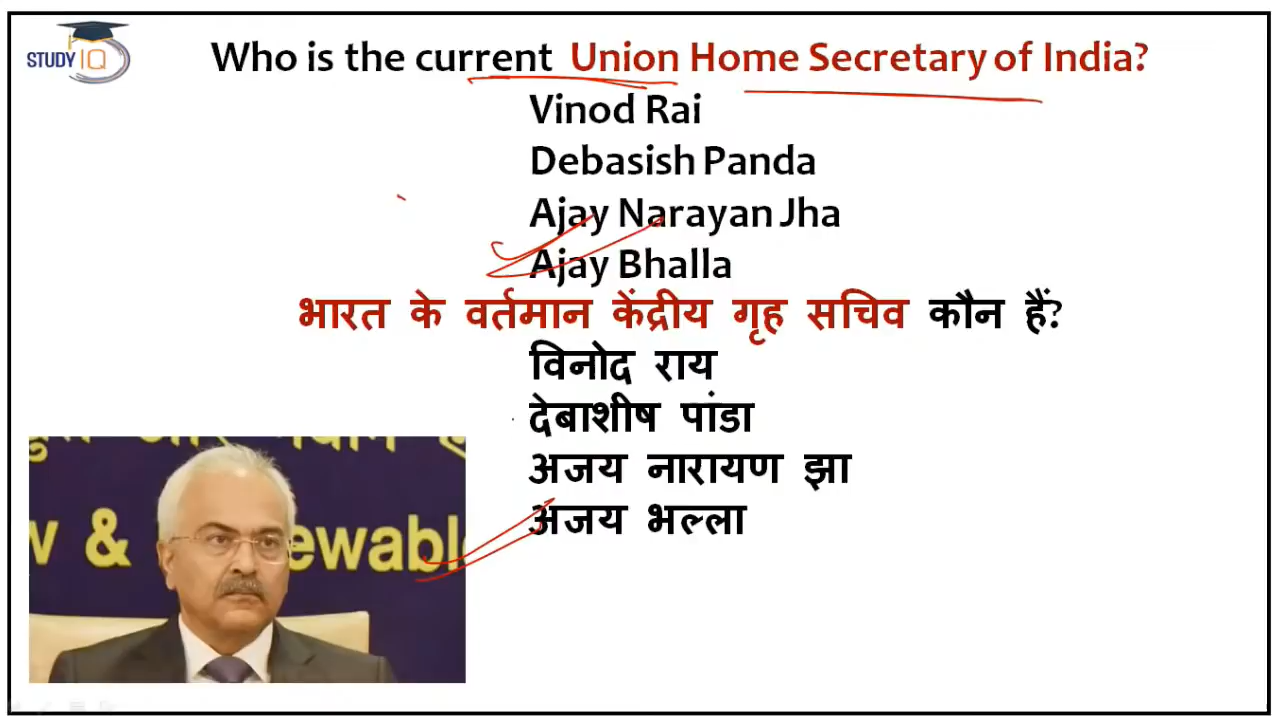 STUDY IQ
Who is the current Union Home Secretary of India?
Vinod Rai
Debasish Panda
Ajay Narayan Jha
Ajay Bhalla
भारत के वर्तमान केंद्रीय गृह सचिव कौन हैं?
विनोद राय
देबाशीष पांडा
अजय नारायण झा
अजय भल्ला
w & ewable